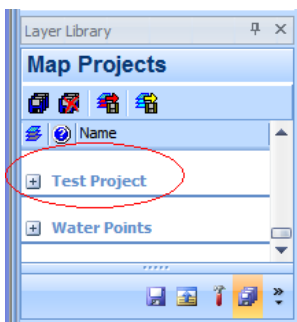 Layer Library
Map Projects
Name
Test Project
Water Points